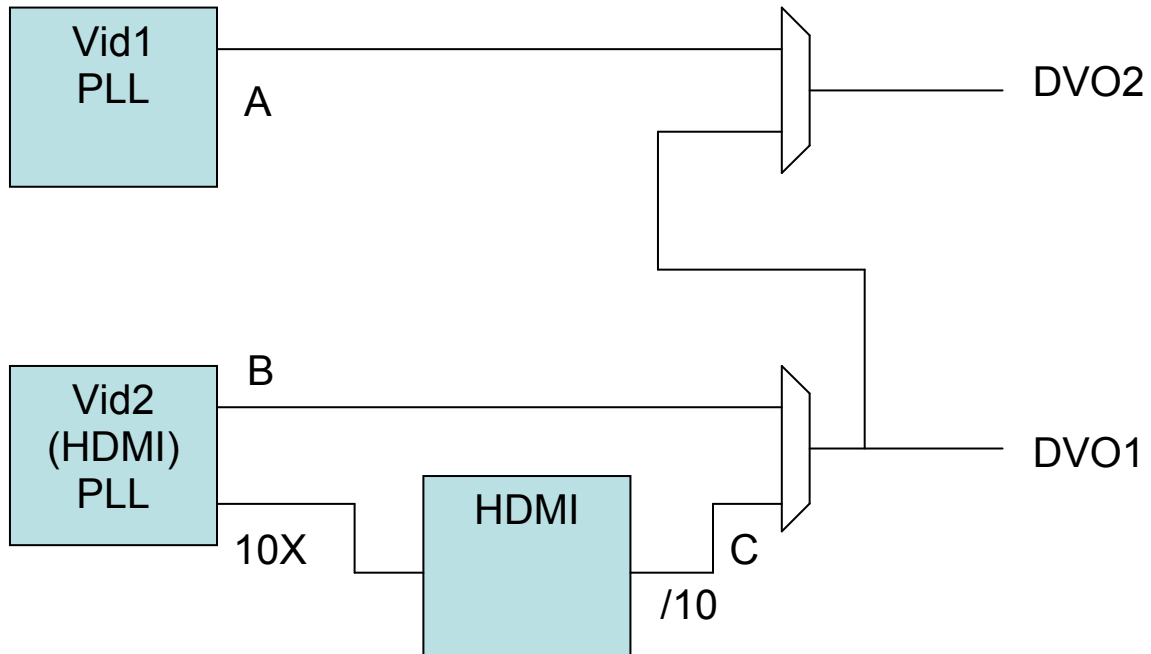 Vid1
PLL
A
DVO2
B
Vid2
(HDMI)
PLL
DVO1
HDMI
10X
C
/10